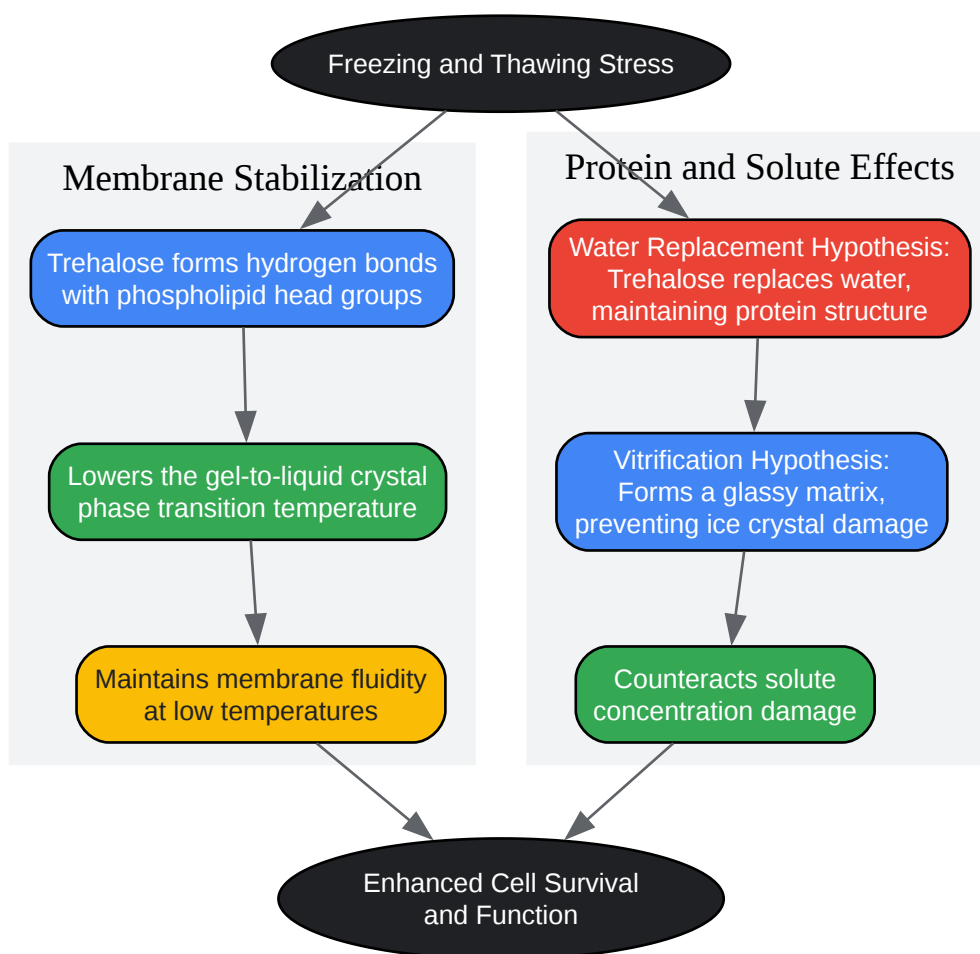 Freezing and Thawing Stress
Membrane Stabilization
Trehalose forms hydrogen bonds
with phospholipid head groups
Lowers the gel-to-liquid crystal
phase transition temperature
Maintains membrane fluidity
at low temperatures
Protein and Solute Effects
Water Replacement Hypothesis:
Trehalose replaces water,
maintaining protein structure
Vitrification Hypothesis:
Forms a glassy matrix,
preventing ice crystal damage
Counteracts solute
concentration damage
Enhanced Cell Survival
and Function